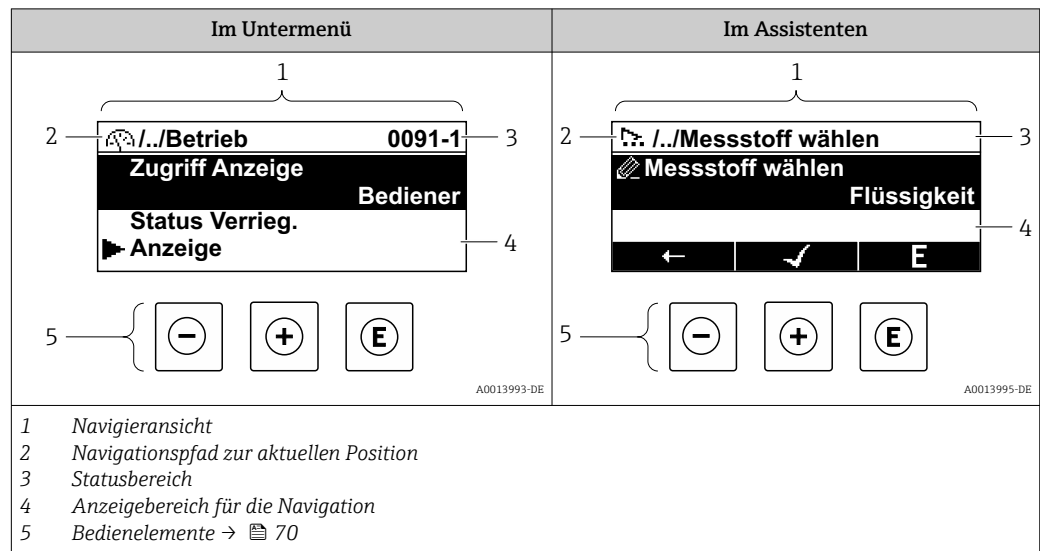 Im Untermenü
Im Assistenten
1
1
2
/../Betrieb 0091-1
3
Zugriff Anzeige
Bediener
Status Verrieg.
Anzeige
4
5
E
A0013993-DE
2
/../Messstoff wählen
3
Messstoff wählen
Flüssigkeit
4
E
5
E
A0013995-DE
1 Navigieransicht
2 Navigationspfad zur aktuellen Position
3 Statusbereich
4 Anzeigebereich für die Navigation
5 Bedienelemente → 70